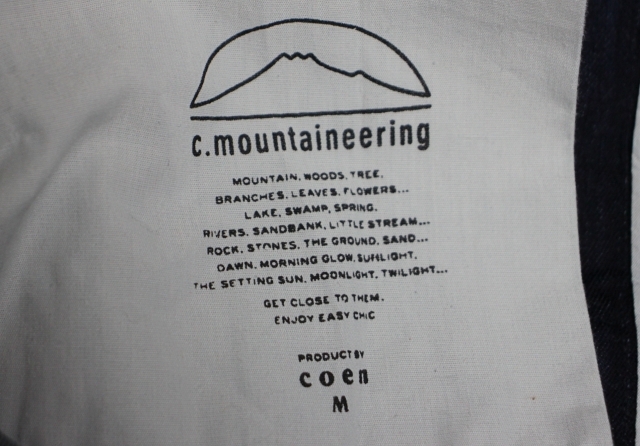 c.mountaineering
MOUNTAIN. WOODS. TREE.
BRANCHES. LEAVES. FLOWERS...
LAKE. SWAMP. SPRING.
RIVERS. SANDBANK. LITTLE STREAM...
ROCK. STONES. THE GROUND. SAND...
DAWN. MORNING GLOW. SUNLIGHT.
THE SETTING SUN. MOONLIGHT. TWILIGHT...
GET CLOSE TO THEM.
ENJOY EASY CHIC
PRODUCT BY
coen
M